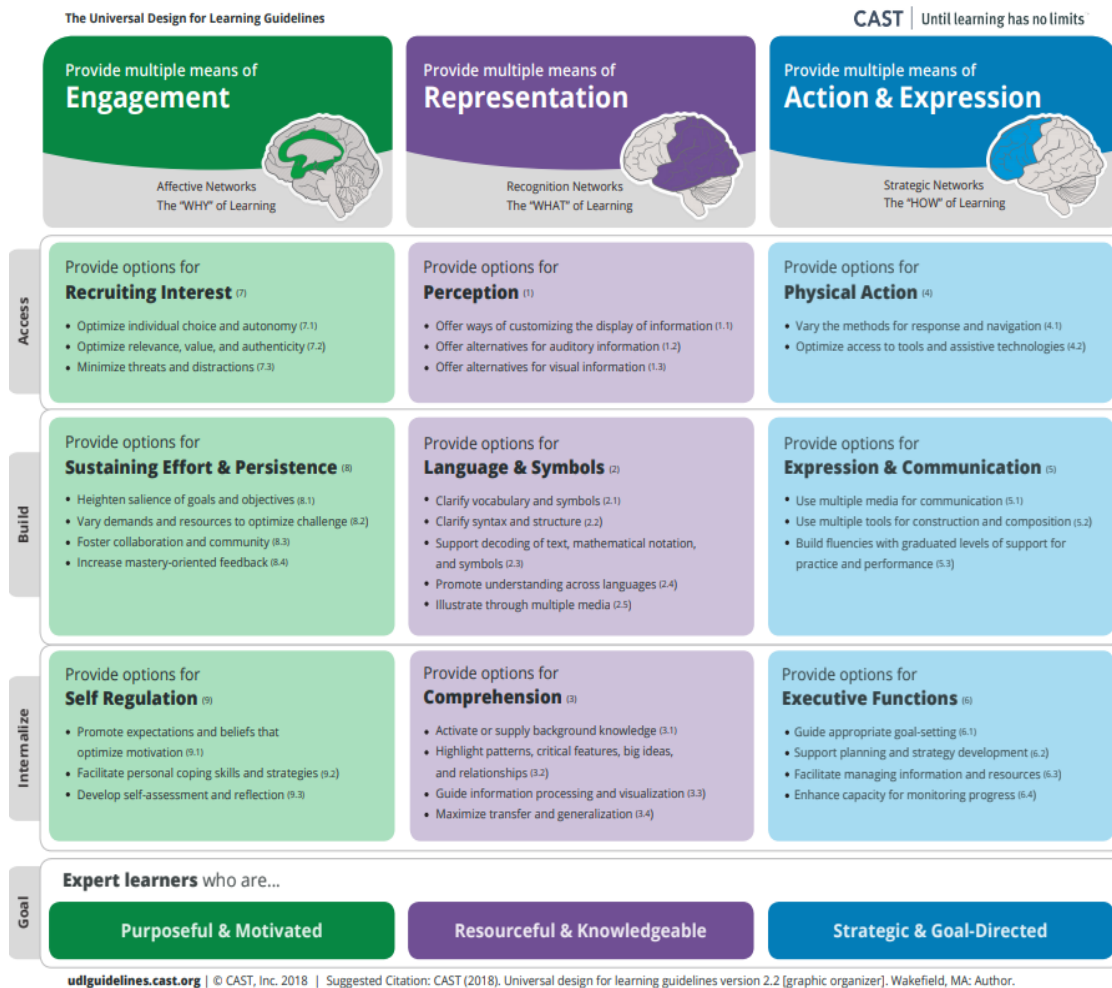 The Universal Design for Learning Guidelines
CAST | Until learning has no limits
Provide multiple means of
Engagement
Affective Networks
The “WHY” of Learning
Provide multiple means of
Representation
Recognition Networks
The “WHAT” of Learning
Provide multiple means of
Action & Expression
Strategic Networks
The “HOW” of Learning
Access
Provide options for
Recruiting Interest (7)
• Optimize individual choice and autonomy (7.1)
• Optimize relevance, value, and authenticity (7.2)
• Minimize threats and distractions (7.3)
Provide options for
Perception (1)
• Offer ways of customizing the display of information (1.1)
• Offer alternatives for auditory information (1.2)
• Offer alternatives for visual information (1.3)
Provide options for
Physical Action (4)
• Vary the methods for response and navigation (4.1)
• Optimize access to tools and assistive technologies (4.2)
Build
Provide options for
Sustaining Effort & Persistence (8)
• Heighten salience of goals and objectives (8.1)
• Vary demands and resources to optimize challenge (8.2)
• Foster collaboration and community (8.3)
• Increase mastery-oriented feedback (8.4)
Provide options for
Language & Symbols (2)
• Clarify vocabulary and symbols (2.1)
• Clarify syntax and structure (2.2)
• Support decoding of text, mathematical notation,
and symbols (2.3)
• Promote understanding across languages (2.4)
• Illustrate through multiple media (2.5)
Provide options for
Expression & Communication (5)
• Use multiple media for communication (5.1)
• Use multiple tools for construction and composition (5.2)
• Build fluencies with graduated levels of support for
practice and performance (5.3)
Internalize
Provide options for
Self Regulation (9)
• Promote expectations and beliefs that
optimize motivation (9.1)
• Facilitate personal coping skills and strategies (9.2)
• Develop self-assessment and reflection (9.3)
Provide options for
Comprehension (3)
• Activate or supply background knowledge (3.1)
• Highlight patterns, critical features, big ideas,
and relationships (3.2)
• Guide information processing and visualization (3.3)
• Maximize transfer and generalization (3.4)
Provide options for
Executive Functions (6)
• Guide appropriate goal-setting (6.1)
• Support planning and strategy development (6.2)
• Facilitate managing information and resources (6.3)
• Enhance capacity for monitoring progress (6.4)
Goal
Expert learners who are...
Purposeful & Motivated
Resourceful & Knowledgeable
Strategic & Goal-Directed
udlguidelines.cast.org | © CAST, Inc. 2018 | Suggested Citation: CAST (2018). Universal design for learning guidelines version 2.2 [graphic organizer]. Wakefield, MA: Author.